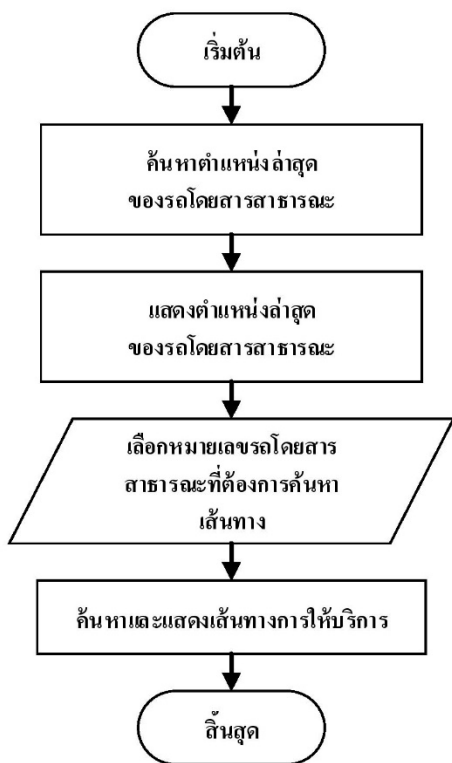 เริ่มต้น
ค้นหาตำแหน่งล่าสุด
ของรถโดยสารสาธารณะ
แสดงตำแหน่งล่าสุด
ของรถโดยสารสาธารณะ
เลือกหมายเลขรถโดยสาร
สาธารณะที่ต้องการค้นหา
เส้นทาง
ค้นหาและแสดงเส้นทางการให้บริการ
สิ้นสุด